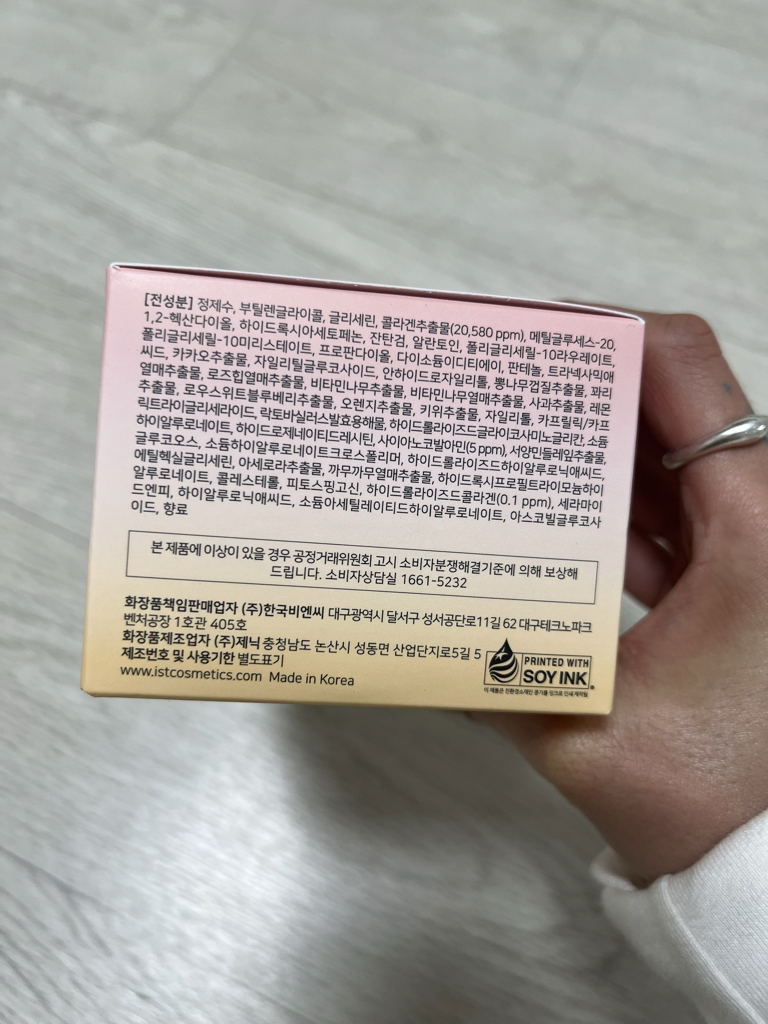 [전성분] 정제수, 부틸렌글라이콜, 글리세린, 콜라겐추출물(20,580 ppm), 메틸글루세스-20,
1,2-헥산다이올, 하이드록시아세토페논, 잔탄검, 알란토인, 폴리글리세릴-10라우레이트,
폴리글리세릴-10미리스테이트, 프로판다이올, 다이소듐이디티에이, 판테놀, 트라넥사믹애
씨드, 카카오추출물, 자일리틸글루코사이드, 안하이드로자일리톨, 뽕나무껍질추출물, 꽈리
열매추출물, 로즈힙열매추출물, 비타민나무추출물, 비타민나무열매추출물, 사과추출물, 레몬
추출물, 로우스위트블루베리추출물, 오렌지추출물, 키위추출물, 자일리톨, 카프릴릭/카프
릭트라이글리세라이드, 락토바실러스발효용해물, 하이드롤라이즈드글라이코사미노글리칸, 소듐
하이알루로네이트, 하이드로제네이티드레시틴, 사이아노코발아민(5 ppm), 서양민들레잎추출물,
글루코오스, 소듐하이알루로네이트크로스폴리머, 하이드롤라이즈드하이알루로닉애씨드,
에틸헥실글리세린, 아세로라추출물, 까무까무열매추출물, 하이드록시프로필트라이모늄하이
알루로네이트, 콜레스테롤, 피토스핑고신, 하이드롤라이즈드콜라겐(0.1 ppm), 세라마이
드엔피, 하이알루로닉애씨드, 소듐아세틸레이티드하이알루로네이트, 아스코빌글루코사
이드, 향료
본 제품에 이상이 있을 경우 공정거래위원회 고시 소비자분쟁해결기준에 의해 보상해
드립니다. 소비자상담실 1661-5232
화장품책임판매업자 (주)한국비엔씨 대구광역시 달서구 성서공단로11길 62 대구테크노파크
벤처공장 1호관 405호
화장품제조업자 (주)제닉 충청남도 논산시 성동면 산업단지로5길 5
제조번호 및 사용기한 별도표기
www.istcosmetics.com Made in Korea
PRINTED WITH
SOY INK
이 제품은 친환경소재인 콩기름 잉크로 인쇄 제작됨.